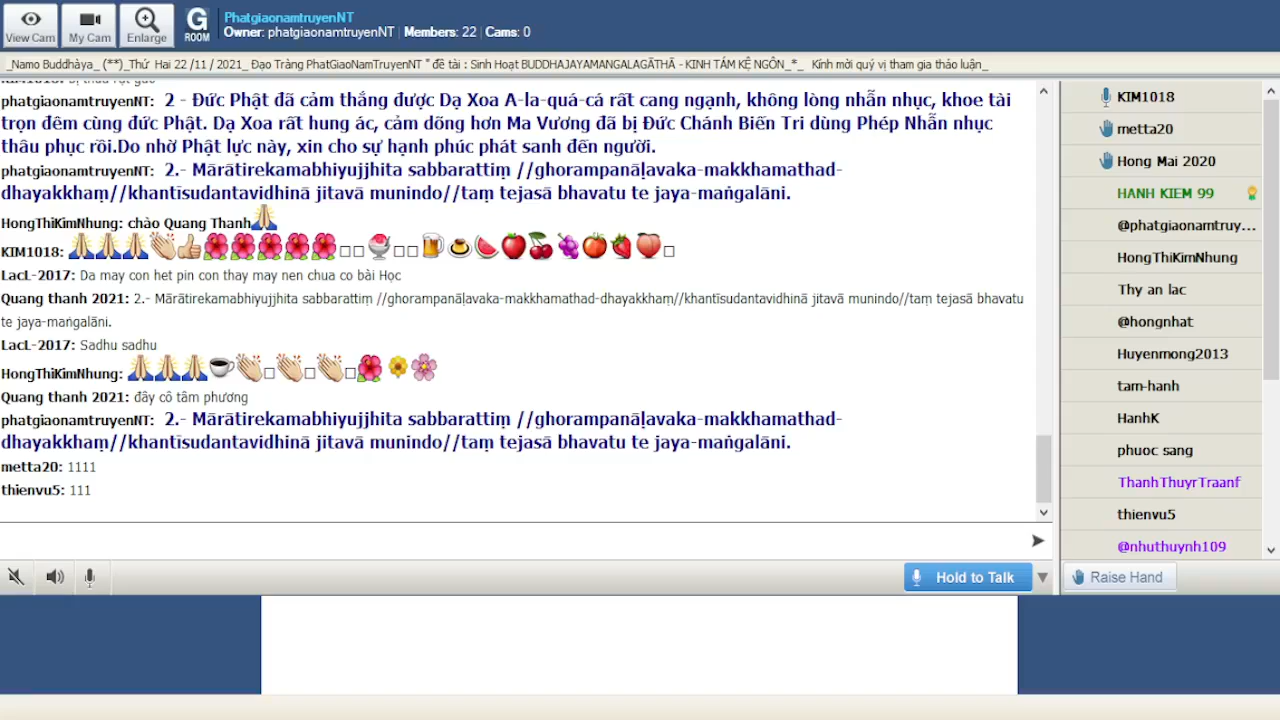 View Cam
My Cam
Enlarge
G
ROOM
PhatgiaonamtruyenNT
Owner: phatgiaonamtruyenNT | Members: 22 | Cams: 0
_Namo Buddhàya_ (**)_Thứ Hai 22 /11 / 2021_ Đạo Tràng PhatGiaoNamTruyenNT " đề tài : Sinh Hoạt BUDDHAJAYAMANGALAGĀTHĀ - KINH TÁM KỆ NGÔN_*_ Kính mời quý vị tham gia thảo luận_
phatgiaonamtruyenNT: 2 - Đức Phật đã cảm thắng được Dạ Xoa A-la-quá-cá rất cang ngạnh, không lòng nhẫn nhục, khoe tài
trọn đêm cùng đức Phật. Dạ Xoa rất hung ác, cảm dõng hơn Ma Vương đã bị Đức Chánh Biến Tri dùng Phép Nhẫn nhục
thâu phục rồi.Do nhờ Phật lực này, xin cho sự hạnh phúc phát sanh đến người.
phatgiaonamtruyenNT: 2.- Mārātirekamabhiyujjhita sabbarattiṃ //ghorampanāḷavaka-makkhamathad-
dhayakkhaṃ//khantīsudantavidhinā jitavā munindo//taṃ tejasā bhavatu te jaya-maṅgalāni.
HongThiKimNhung: chào Quang Thanh🙏
KIM1018: 🙏🙏🙏👏👍🌺🌺🌺🌺🌺□□🍨□□🍺🍮🍉🍎🍒🍇🍅🍓🍑□
LacL-2017: Da may con het pin con thay may nen chua co bài Học
Quang thanh 2021: 2.- Mārātirekamabhiyujjhita sabbarattiṃ //ghorampanāḷavaka-makkhamathad-dhayakkhaṃ//khantīsudantavidhinā jitavā munindo//taṃ tejasā bhavatu
te jaya-maṅgalāni.
LacL-2017: Sadhu sadhu
HongThiKimNhung: 🙏🙏🙏☕👏□👏□👏□🌺🌼🌸
Quang thanh 2021: đây cô tâm phương
phatgiaonamtruyenNT: 2.- Mārātirekamabhiyujjhita sabbarattiṃ //ghorampanāḷavaka-makkhamathad-
dhayakkhaṃ//khantīsudantavidhinā jitavā munindo//taṃ tejasā bhavatu te jaya-maṅgalāni.
metta20: 1111
thienvu5: 111
Hold to Talk
KIM1018
metta20
Hong Mai 2020
HANH KIEM 99
@phatgiaonamtruy...
HongThiKimNhung
Thy an lac
@hongnhat
Huyenmong2013
tam-hanh
HanhK
phuoc sang
ThanhThuyrTraanf
thienvu5
@nhuthuynh109
Raise Hand